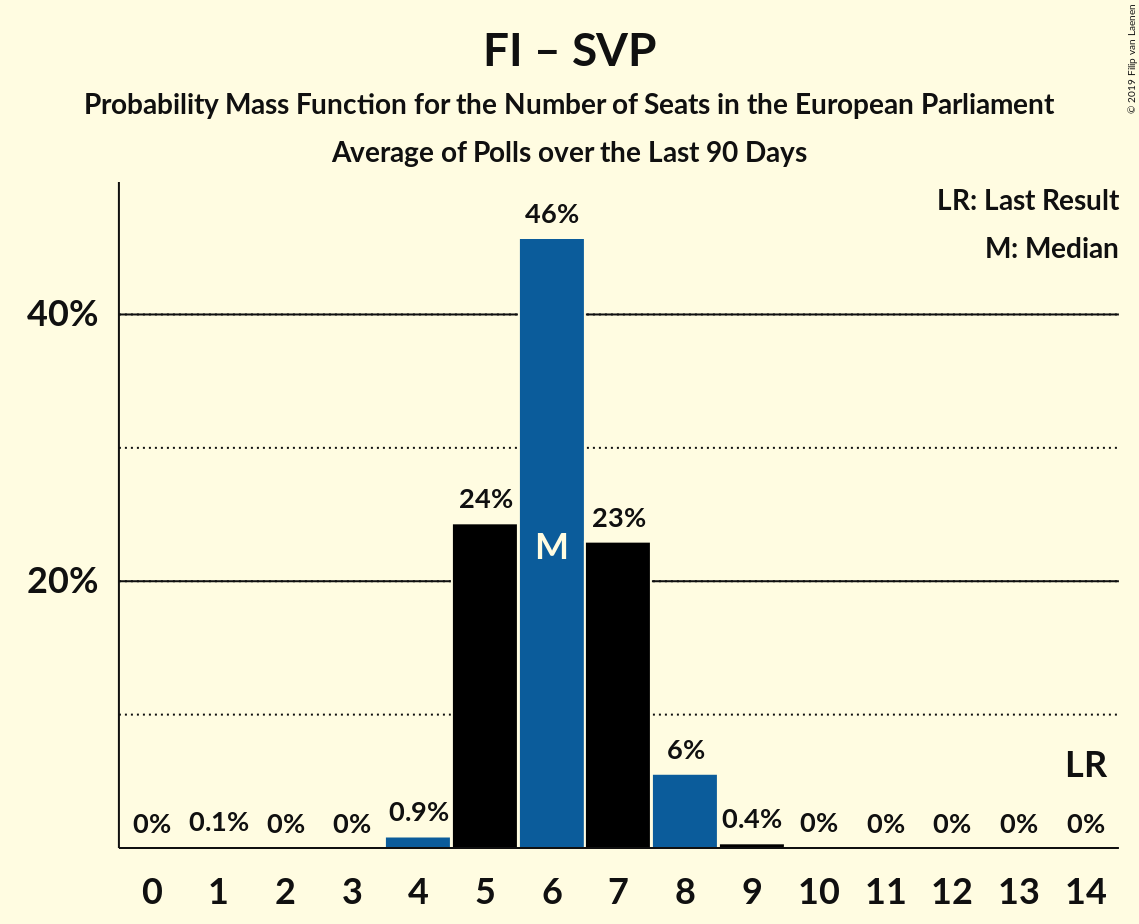 FI – SVP
Probability Mass Function for the Number of Seats in the European Parliament
Average of Polls over the Last 90 Days
© 2019 Filip van Laenen
LR: Last Result
M: Median
46%
40%
24%
23%
M
20%
6%
LR
0% 0.1% 0% 0% 0.9% 0.4% 0% 0% 0% 0% 0%
0 1 2 3 4 5 6 7 8 9 10 11 12 13 14